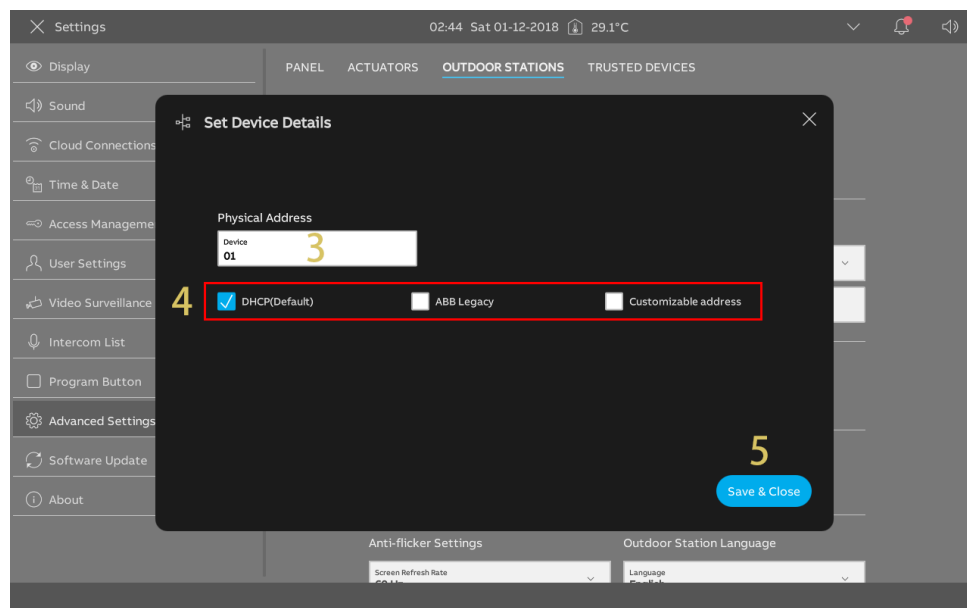 Settings
02:44 Sat 01-12-2018 29.1°C
Display
PANEL ACTUATORS OUTDOOR STATIONS TRUSTED DEVICES
Sound
Set Device Details
Cloud Connections
Time & Date
Access Manageme
Physical Address
Device
01
3
User Settings
Video Surveillance
4
DHCP(Default) ABB Legacy Customizable address
Intercom List
Program Button
Advanced Settings
Software Update
5
Save & Close
About
Anti-flicker Settings Outdoor Station Language
Screen Refresh Rate Language